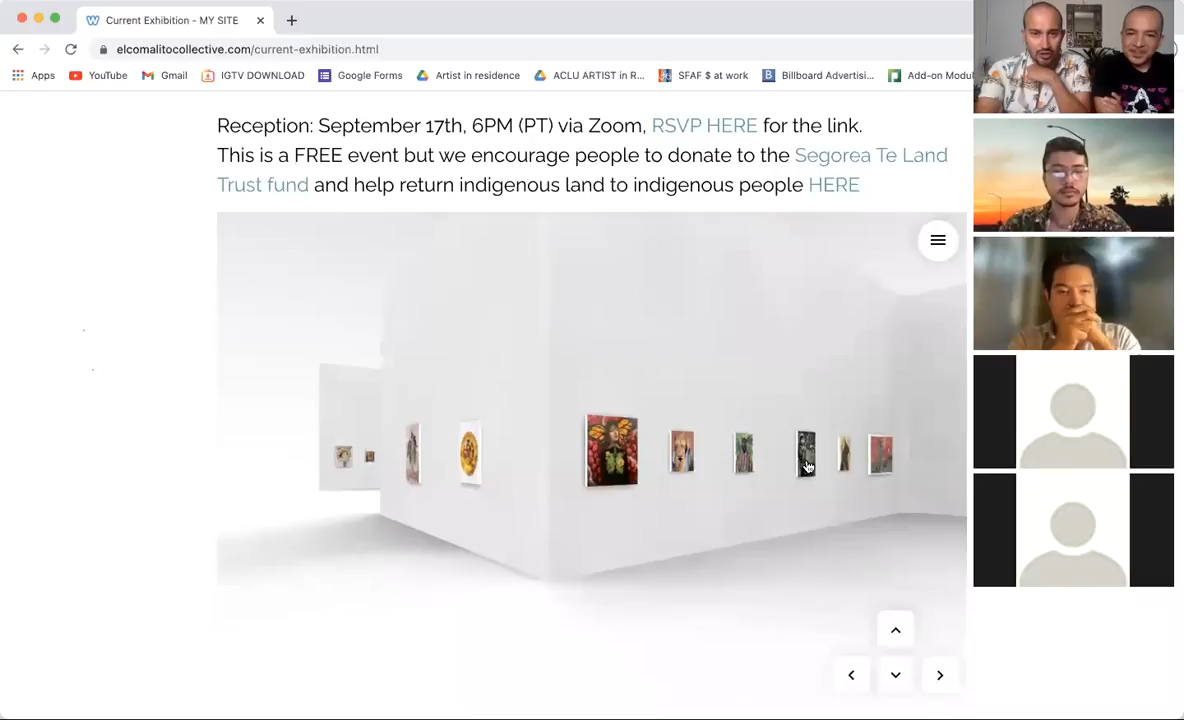 Current Exhibition - MY SITE
elcomalitocollective.com/current-exhibition.html
Apps YouTube Gmail IGTV DOWNLOAD Google Forms Artist in residence ACLU ARTIST in R... SFAF $ at work Billboard Advertisi... Add-on Modul
Reception: September 17th, 6PM (PT) via Zoom, RSVP HERE for the link.
This is a FREE event but we encourage people to donate to the Segorea Te Land
Trust fund and help return indigenous land to indigenous people HERE